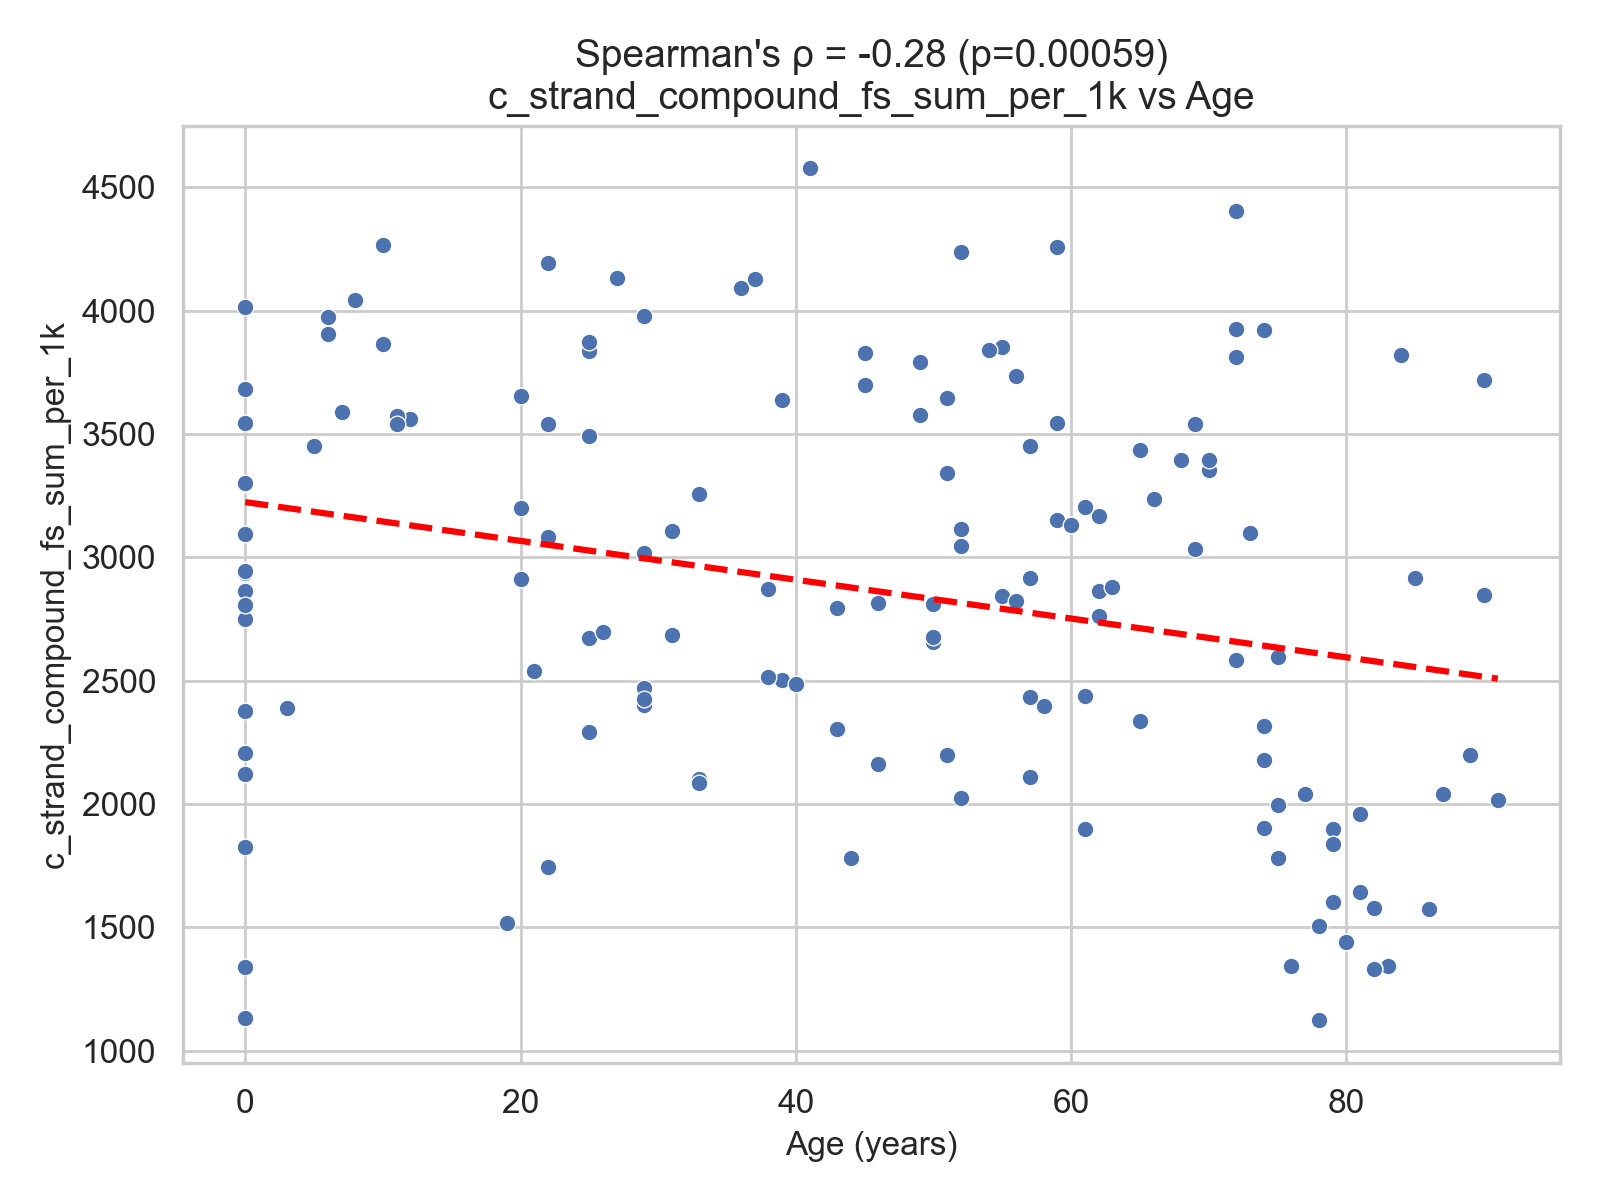 Spearman's ρ = -0.28 (p=0.00059)
c_strand_compound_fs_sum_per_1k vs Age
c_strand_compound_fs_sum_per_1k
4500
4000
3500
3000
2500
2000
1500
1000
0 20 40 60 80
Age (years)